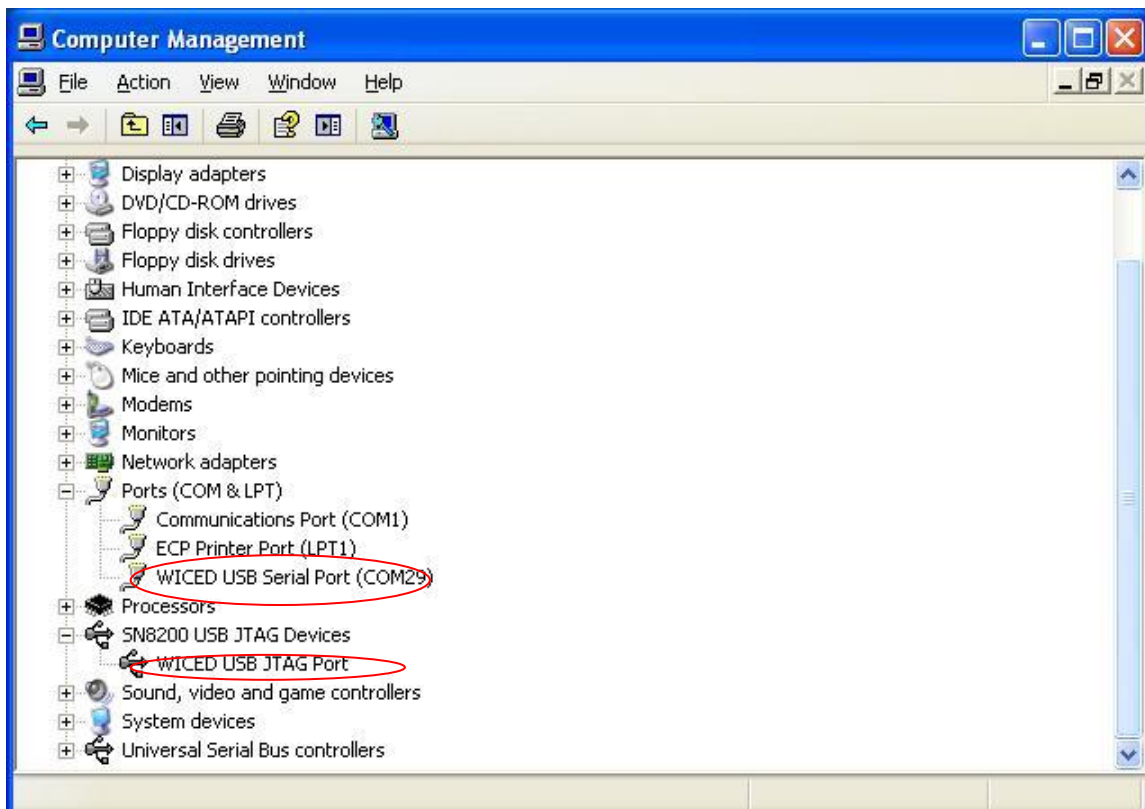 Computer Management
File Action View Window Help
Display adapters
DVD/CD-ROM drives
Floppy disk controllers
Floppy disk drives
Human Interface Devices
IDE ATA/ATAPI controllers
Keyboards
Mice and other pointing devices
Modems
Monitors
Network adapters
Ports (COM & LPT)
Communications Port (COM1)
ECP Printer Port (LPT1)
WICED USB Serial Port (COM29)
Processors
SN8200 USB JTAG Devices
WICED USB JTAG Port
Sound, video and game controllers
System devices
Universal Serial Bus controllers